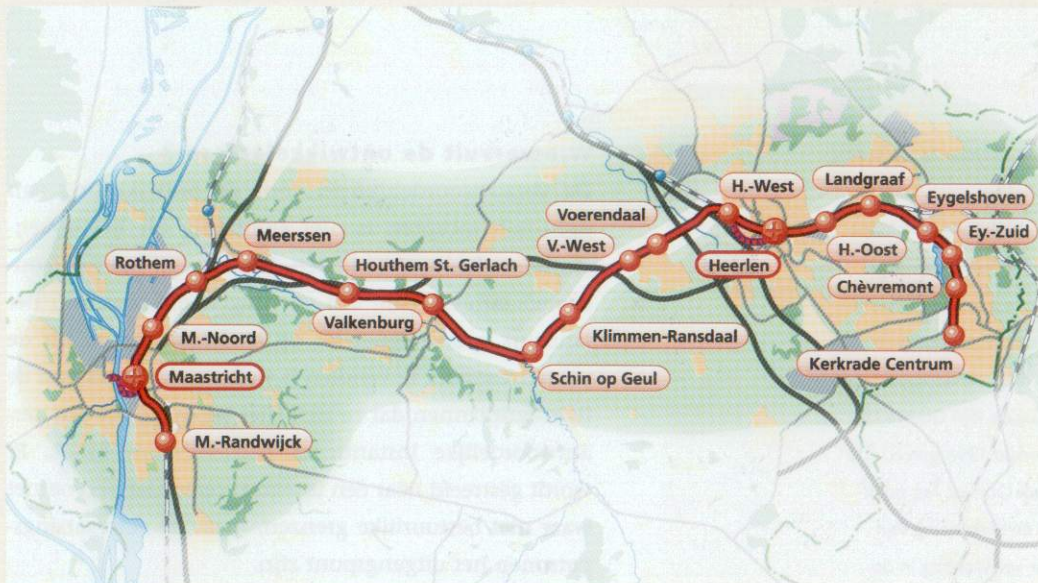 H.-West
Landgraaf
Eygelshoven
Voerendaal
Ey.-Zuid
Meerssen
V.-West
H.-Oost
Rothem
Houthem St. Gerlach
Heerlen
Chèvremont
Valkenburg
M.-Noord
Klimmen-Ransdaal
Kerkrade Centrum
Maastricht
Schin op Geul
M.-Randwijck